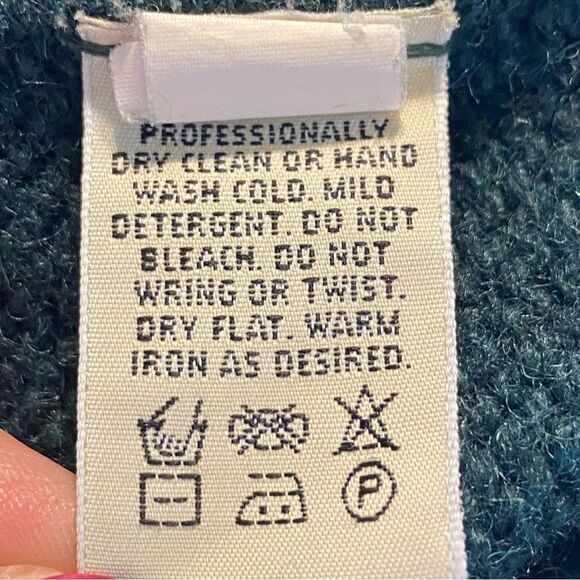 PROFESSIONALLY
DRY CLEAN OR HAND
WASH COLD. MILD
DETERGENT. DO NOT
BLEACH. DO NOT
WRING OR TWIST.
DRY FLAT. WARM
IRON AS DESIRED.
P